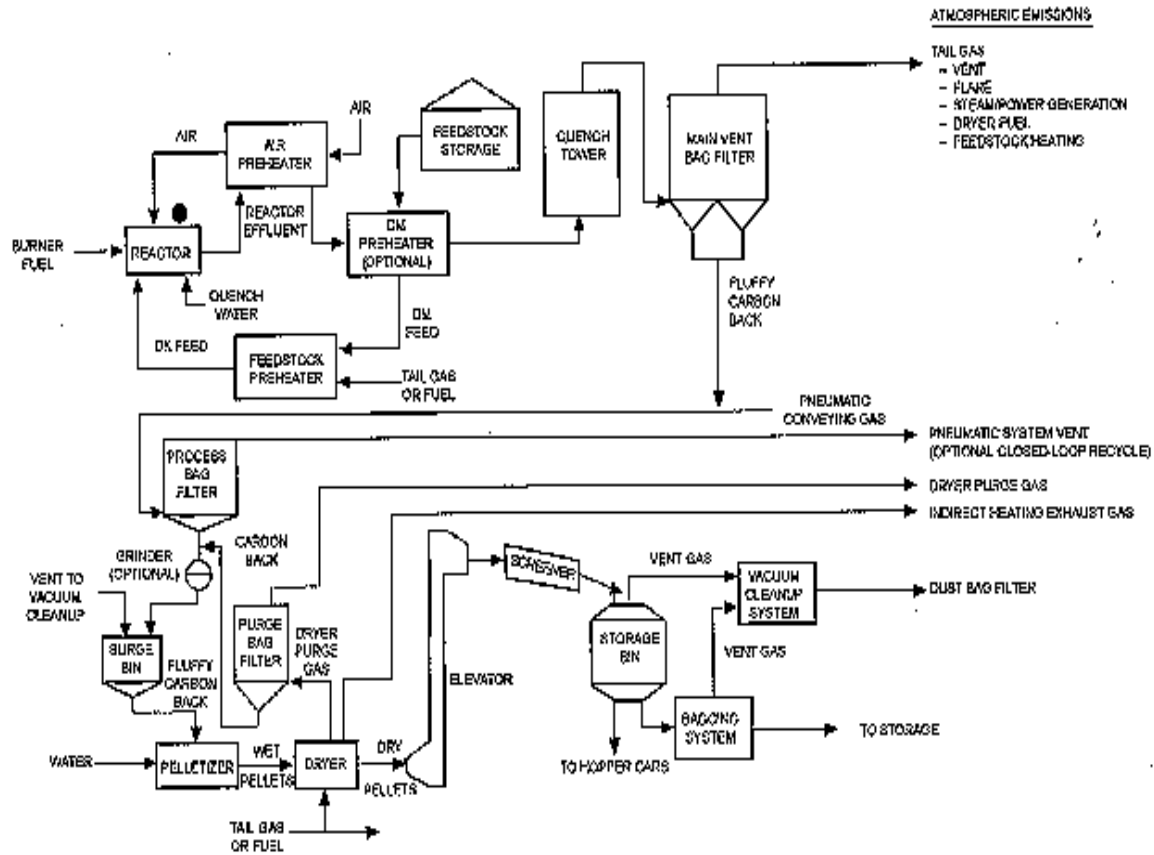 ATMOSPHERIC EMISSIONS
TAIL GAS
– VENT
– FLARE
– STEAM/POWER GENERATION
– DRYER FUEL
– FEEDSTOCK HEATING
AIR
AIR
AIR
PREHEATER
FEEDSTOCK
STORAGE
QUENCH
TOWER
MAIN VENT
BAG FILTER
REACTOR
EFFLUENT
BURNER
FUEL
REACTOR
OIL
PREHEATER
(OPTIONAL)
QUENCH
WATER
OIL
FEED
FLUFFY
CARBON
BACK
OIL FEED
FEEDSTOCK
PREHEATER
TAIL GAS
OR FUEL
PNEUMATIC
CONVEYING GAS
PNEUMATIC SYSTEM VENT
(OPTIONAL CLOSED-LOOP RECYCLE)
PROCESS
BAG
FILTER
DRYER PURGE GAS
INDIRECT HEATING EXHAUST GAS
CARBON
BACK
GRINDER
(OPTIONAL)
VENT TO
VACUUM
CLEANUP
SCREENER
VENT GAS
VACUUM
CLEANUP
SYSTEM
DUST BAG FILTER
PURGE
BAG
FILTER
DRYER
PURGE
GAS
SURGE
BIN
STORAGE
BIN
VENT GAS
FLUFFY
CARBON
BACK
ELEVATOR
BAGGING
SYSTEM
TO STORAGE
WATER
PELLETIZER
WET
PELLETS
DRYER
DRY
PELLETS
TO HOPPER CARS
TAIL GAS
OR FUEL